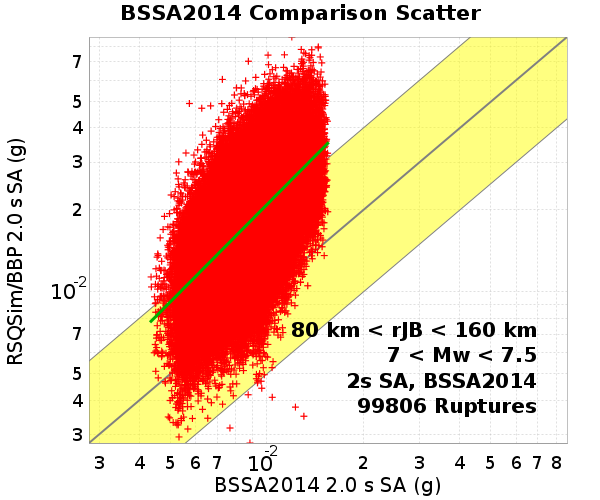 BSSA2014 Comparison Scatter
RSQSim/BBP 2.0 s SA (g)
7
5
4
3
2
10-2
7
5
4
3
80 km < rJB < 160 km
7 < Mw < 7.5
2s SA, BSSA2014
99806 Ruptures
3 4 5 6 7 10-2 2 3 4 5 6 7 8
BSSA2014 2.0 s SA (g)